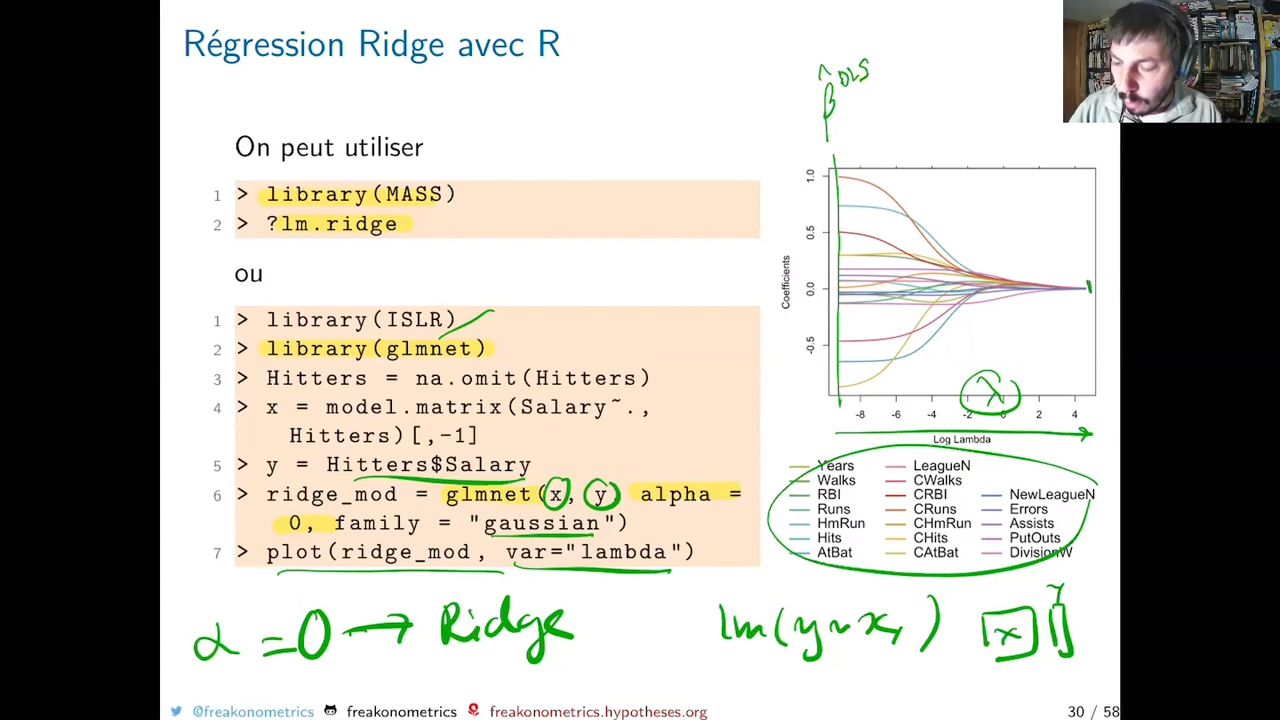 Régression Ridge avec R
On peut utiliser
1 > library(MASS)
2 > ?lm.ridge
ou
1 > library(ISLR)
2 > library(glmnet)
3 > Hitters = na.omit(Hitters)
4 > x = model.matrix(Salary~.,
Hitters)[,-1]
5 > y = Hitters$Salary
6 > ridge_mod = glmnet(x, y, alpha =
0, family = "gaussian")
7 > plot(ridge_mod, var="lambda")
β̂ OLS
Coefficients
1.0
0.5
0.0
-0.5
λ
-8 -6 -4 -2 0 2 4
Log Lambda
Years LeagueN
Walks CWalks
RBI CRBI NewLeagueN
Runs CRuns Errors
HmRun CHmRun Assists
Hits CHits PutOuts
AtBat CAtBat DivisionW
α = 0 → Ridge
lm(y~x, )
x
y
@freakonometrics freakonometrics freakonometrics.hypotheses.org 30 / 58